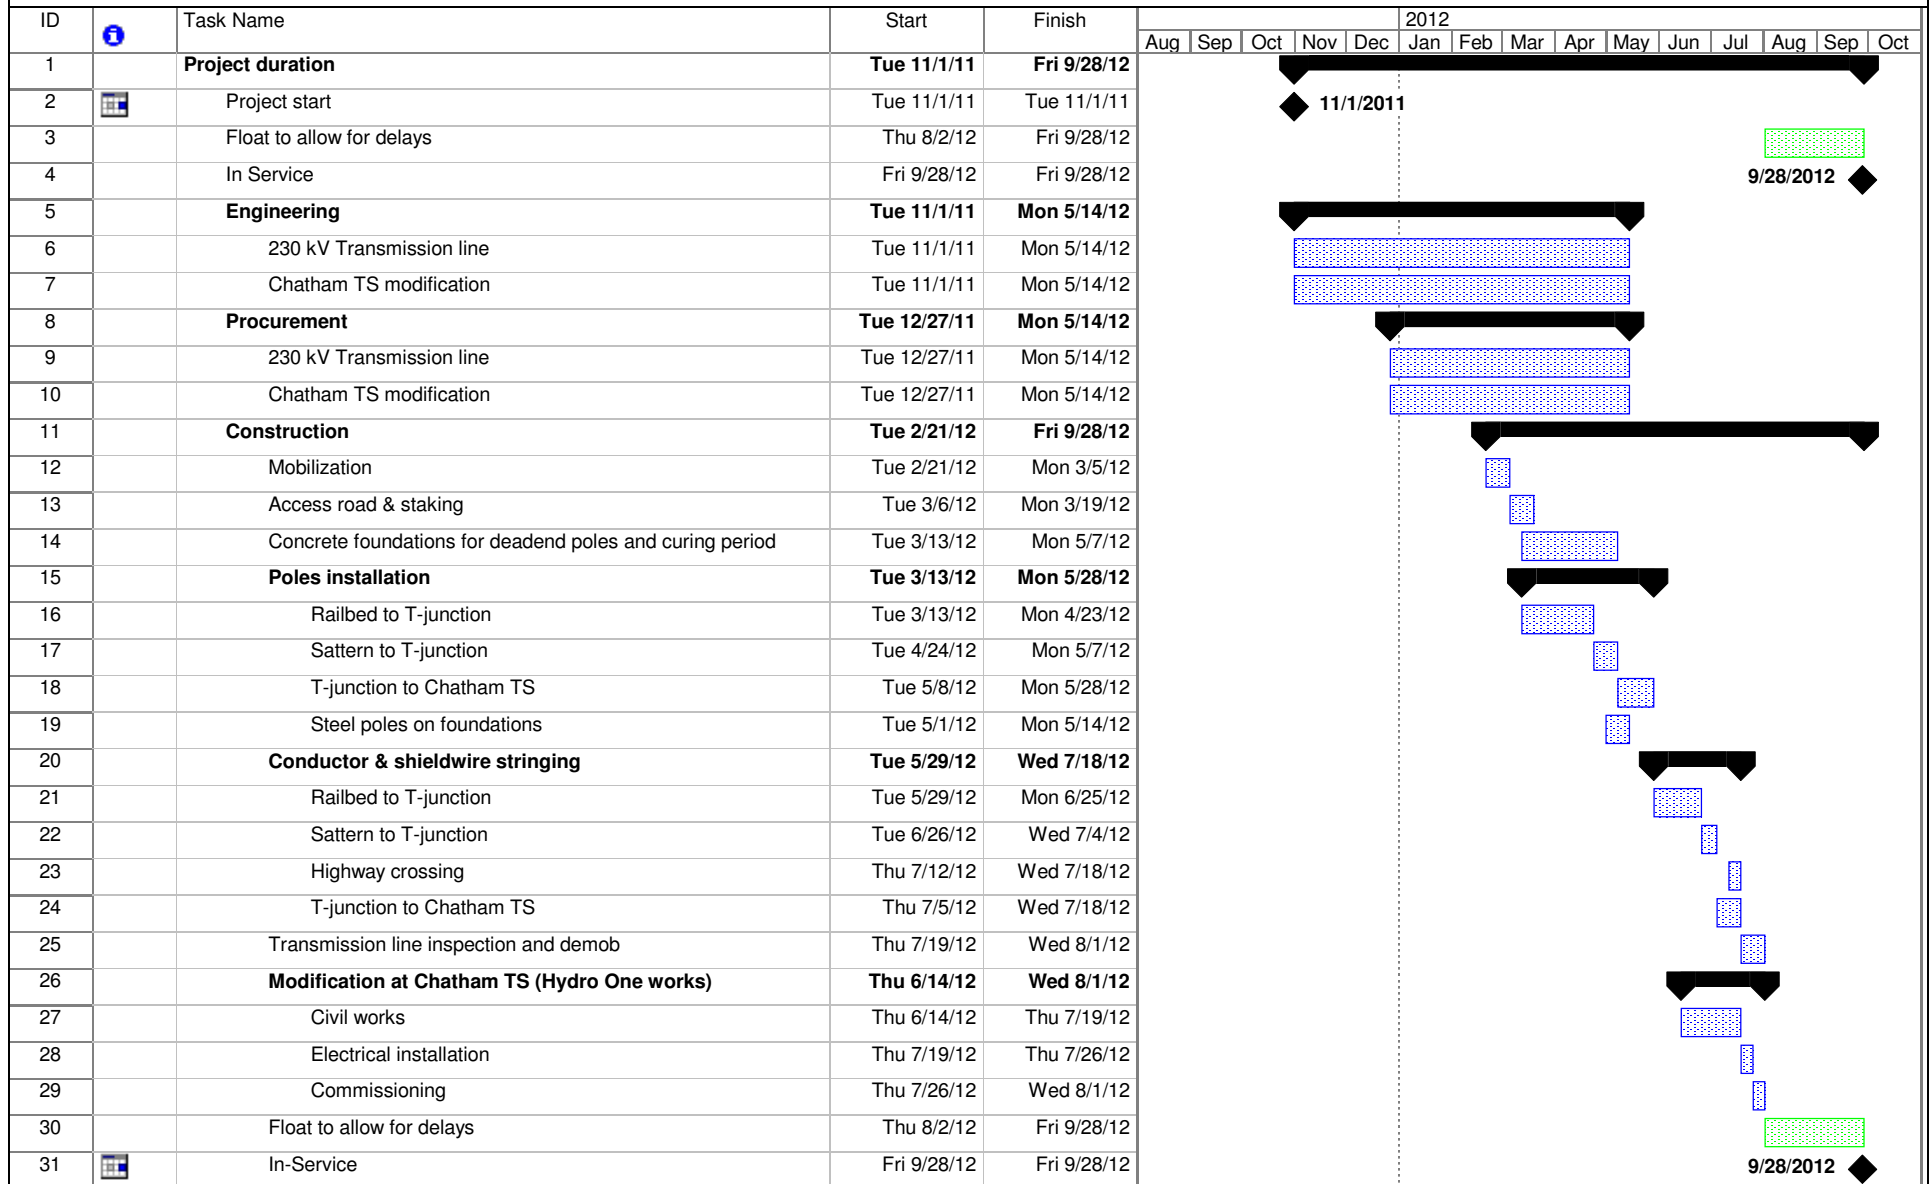 ID Task Name Start Finish 2012
Aug Sep Oct Nov Dec Jan Feb Mar Apr May Jun Jul Aug Sep Oct
1 Project duration Tue 11/1/11 Fri 9/28/12
2 Project start Tue 11/1/11 Tue 11/1/11 11/1/2011
3 Float to allow for delays Thu 8/2/12 Fri 9/28/12
4 In Service Fri 9/28/12 Fri 9/28/12 9/28/2012
5 Engineering Tue 11/1/11 Mon 5/14/12
6 230 kV Transmission line Tue 11/1/11 Mon 5/14/12
7 Chatham TS modification Tue 11/1/11 Mon 5/14/12
8 Procurement Tue 12/27/11 Mon 5/14/12
9 230 kV Transmission line Tue 12/27/11 Mon 5/14/12
10 Chatham TS modification Tue 12/27/11 Mon 5/14/12
11 Construction Tue 2/21/12 Fri 9/28/12
12 Mobilization Tue 2/21/12 Mon 3/5/12
13 Access road & staking Tue 3/6/12 Mon 3/19/12
14 Concrete foundations for deadend poles and curing period Tue 3/13/12 Mon 5/7/12
15 Poles installation Tue 3/13/12 Mon 5/28/12
16 Railbed to T-junction Tue 3/13/12 Mon 4/23/12
17 Sattern to T-junction Tue 4/24/12 Mon 5/7/12
18 T-junction to Chatham TS Tue 5/8/12 Mon 5/28/12
19 Steel poles on foundations Tue 5/1/12 Mon 5/14/12
20 Conductor & shieldwire stringing Tue 5/29/12 Wed 7/18/12
21 Railbed to T-junction Tue 5/29/12 Mon 6/25/12
22 Sattern to T-junction Tue 6/26/12 Wed 7/4/12
23 Highway crossing Thu 7/12/12 Wed 7/18/12
24 T-junction to Chatham TS Thu 7/5/12 Wed 7/18/12
25 Transmission line inspection and demob Thu 7/19/12 Wed 8/1/12
26 Modification at Chatham TS (Hydro One works) Thu 6/14/12 Wed 8/1/12
27 Civil works Thu 6/14/12 Thu 7/19/12
28 Electrical installation Thu 7/19/12 Thu 7/26/12
29 Commissioning Thu 7/26/12 Wed 8/1/12
30 Float to allow for delays Thu 8/2/12 Fri 9/28/12
31 In-Service Fri 9/28/12 Fri 9/28/12 9/28/2012